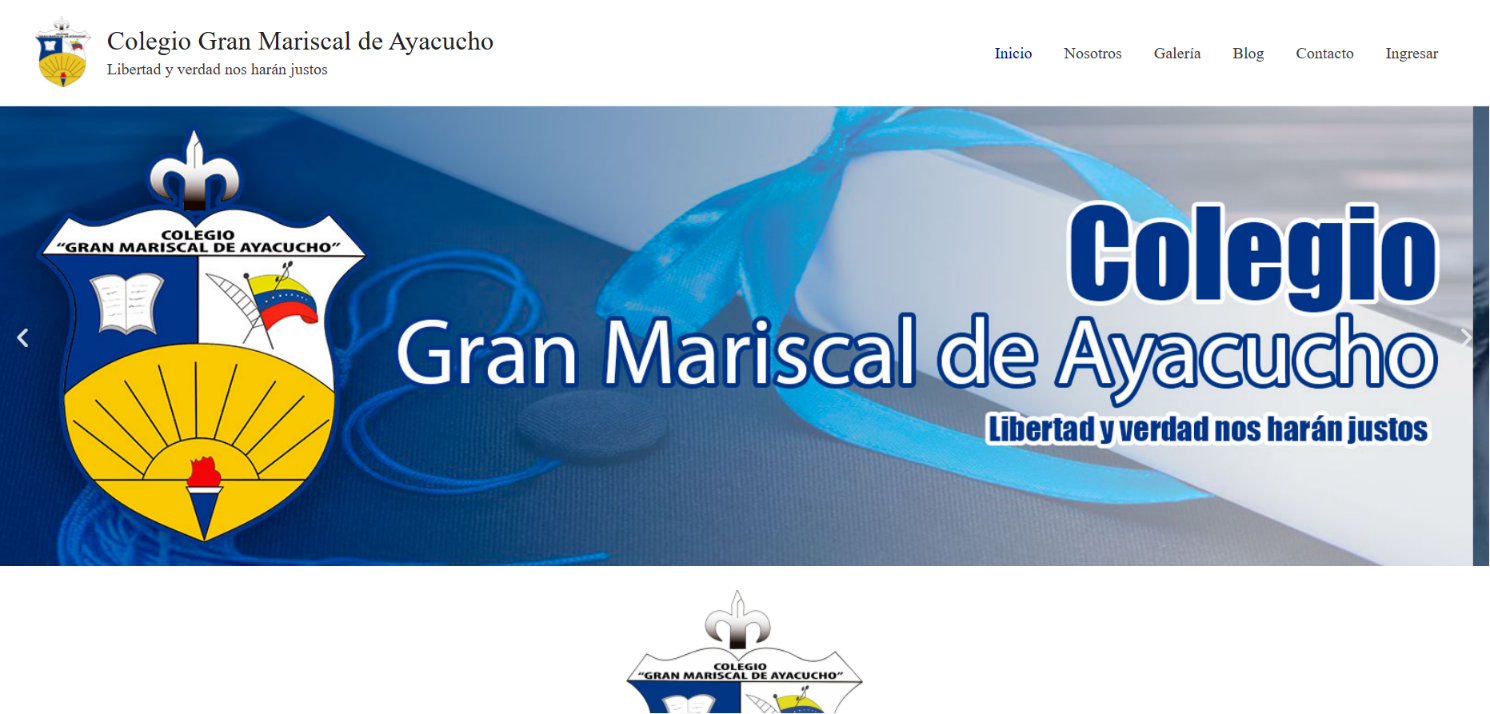 Colegio Gran Mariscal de Ayacucho
Libertad y verdad nos harán justos
Inicio Nosotros Galería Blog Contacto Ingresar
COLEGIO
"GRAN MARISCAL DE AYACUCHO"
Colegio
Gran Mariscal de Ayacucho
Libertad y verdad nos harán justos
COLEGIO
"GRAN MARISCAL DE AYACUCHO"